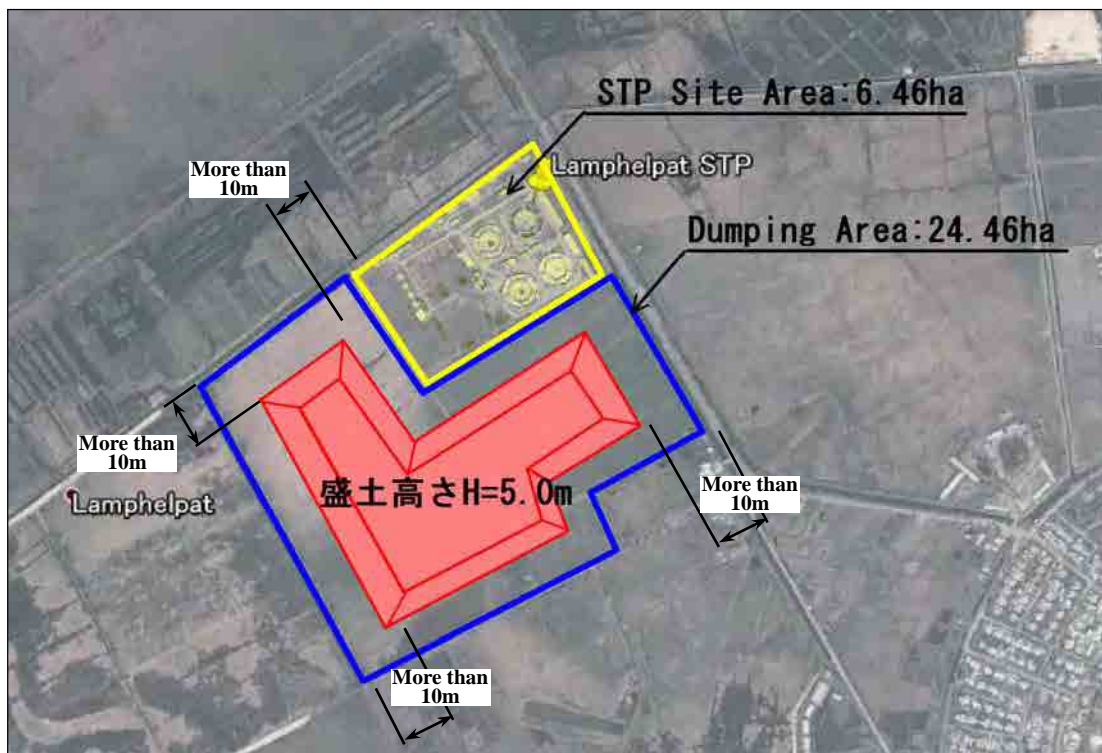 STP Site Area:6.46ha
Lamphelpat STP
More than
10m
Dumping Area:24.46ha
More than
10m
盛土高さH=5.0m
Lamphelpat
More than
10m
More than
10m